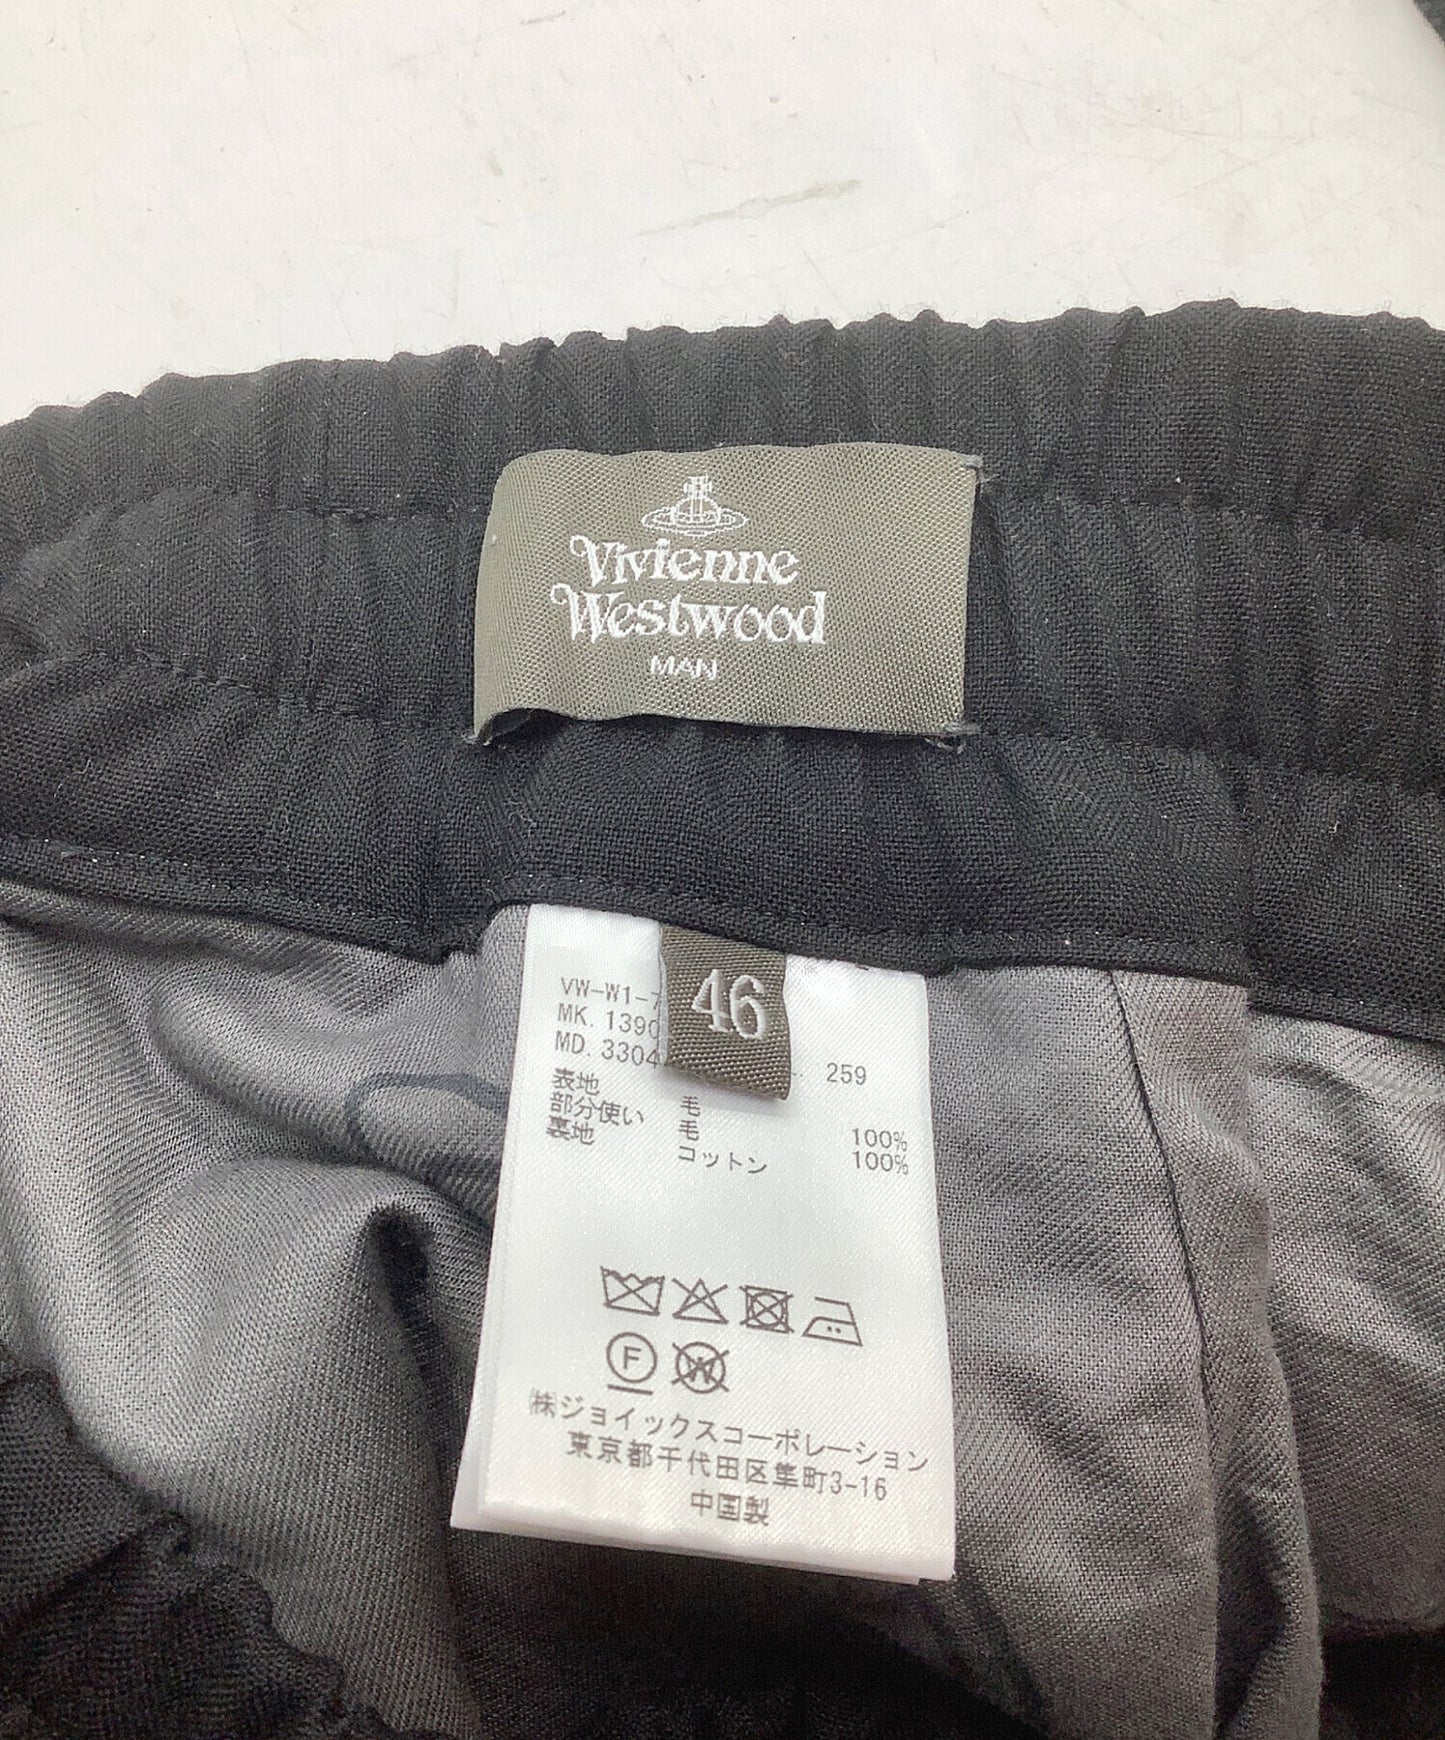 Vivienne
Westwood
MAN
46
VW-W1-7
MK. 1390
MD. 3304 259
表地 毛
部分使い 毛 100%
裏地 コットン 100%
F
W
㈱ジョイックスコーポレーション
東京都千代田区隼町3-16
中国製